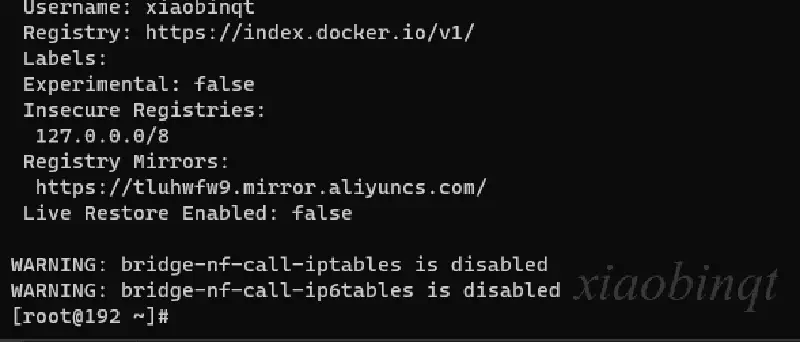 Username: xiaobinqt
Registry: https://index.docker.io/v1/
Labels:
Experimental: false
Insecure Registries:
127.0.0.0/8
Registry Mirrors:
https://tluhwfw9.mirror.aliyuncs.com/
Live Restore Enabled: false
WARNING: bridge-nf-call-iptables is disabled
WARNING: bridge-nf-call-ip6tables is disabled
xiaobinqt
[root@192 ~]#